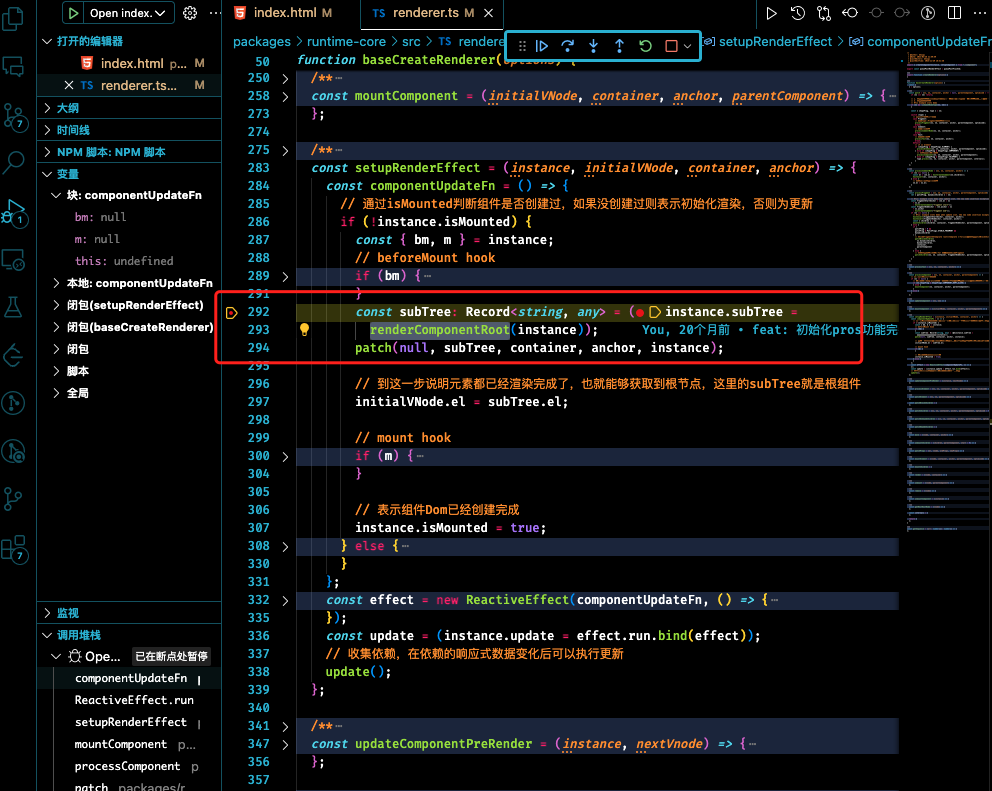 Open index.
index.html M
TS renderer.ts M
packages > runtime-core > src > TS rendere
setupRenderEffect > componentUpdateFn
打开的编辑器
index.html p... M
TS renderer.ts... M
大纲
时间线
NPM 脚本: NPM 脚本
变量
块: componentUpdateFn
bm: null
m: null
this: undefined
本地: componentUpdateFn
闭包(setupRenderEffect)
闭包(baseCreateRenderer)
闭包
脚本
全局
监视
调用堆栈
Ope... 已在断点处暂停
componentUpdateFn
ReactiveEffect.run
setupRenderEffect
mountComponent p...
processComponent p
patch packages/r
7
1
7
50 function baseCreateRenderer(options) {
250 /**
258 const mountComponent = (initialVNode, container, anchor, parentComponent) => {
273 };
274
275 /**
283 const setupRenderEffect = (instance, initialVNode, container, anchor) => {
284 const componentUpdateFn = () => {
285 // 通过isMounted判断组件是否创建过，如果没创建过则表示初始化渲染，否则为更新
286 if (!instance.isMounted) {
287 const { bm, m } = instance;
288 // beforeMount hook
289 if (bm) {
291 }
292 const subTree: Record<string, any> = (instance.subTree =
293 renderComponentRoot(instance)); You, 20个月前 • feat: 初始化pros功能完
294 patch(null, subTree, container, anchor, instance);
295
296 // 到这一步说明元素都已经渲染完成了，也就能够获取到根节点，这里的subTree就是根组件
297 initialVNode.el = subTree.el;
298
299 // mount hook
300 if (m) {
304 }
305
306 // 表示组件Dom已经创建完成
307 instance.isMounted = true;
308 } else {
330 }
331 };
332 const effect = new ReactiveEffect(componentUpdateFn, () => {
335 });
336 const update = (instance.update = effect.run.bind(effect));
337 // 收集依赖，在依赖的响应式数据变化后可以执行更新
338 update();
339 };
340
341 /**
347 const updateComponentPreRender = (instance, nextVnode) => {
356 };
357